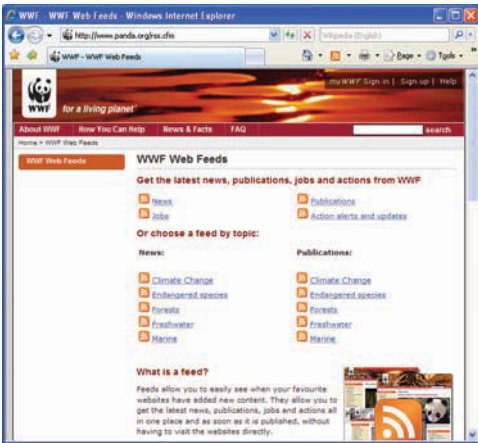 WWF - WWF Web Feeds - Windows Internet Explorer
http://www.panda.org/rss.cfm
Wikipedia (English)
WWF - WWF Web Feeds
Page
Tools
myWWF Sign in | Sign up | Help
WWF
for a living planet
About WWF How You Can Help News & Facts FAQ search
Home > WWF Web Feeds
WWF Web Feeds
WWF Web Feeds
Get the latest news, publications, jobs and actions from WWF
News Publications
Jobs Action alerts and updates
Or choose a feed by topic:
News: Publications:
Climate Change Climate Change
Endangered species Endangered species
Forests Forests
Freshwater Freshwater
Marine Marine
What is a feed?
Feeds allow you to easily see when your favourite
websites have added new content. They allow you to
get the latest news, publications, jobs and actions all
in one place and as soon as it is published, without
having to visit the websites directly.